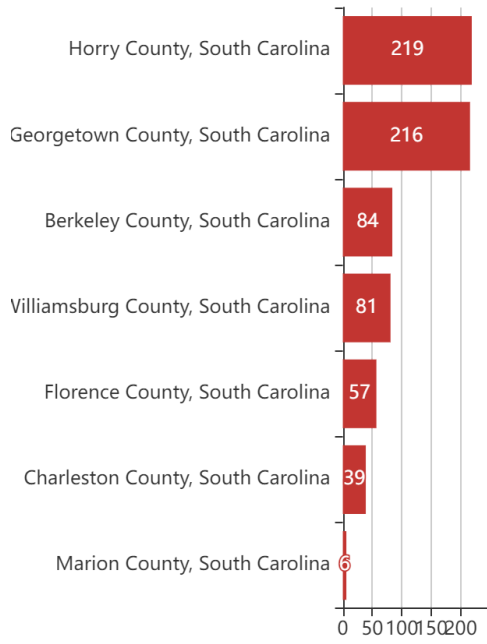 Horry County, South Carolina 219
Georgetown County, South Carolina 216
Berkeley County, South Carolina 84
Villiamsburg County, South Carolina 81
Florence County, South Carolina 57
Charleston County, South Carolina 39
Marion County, South Carolina 6
0 50 100 150 200